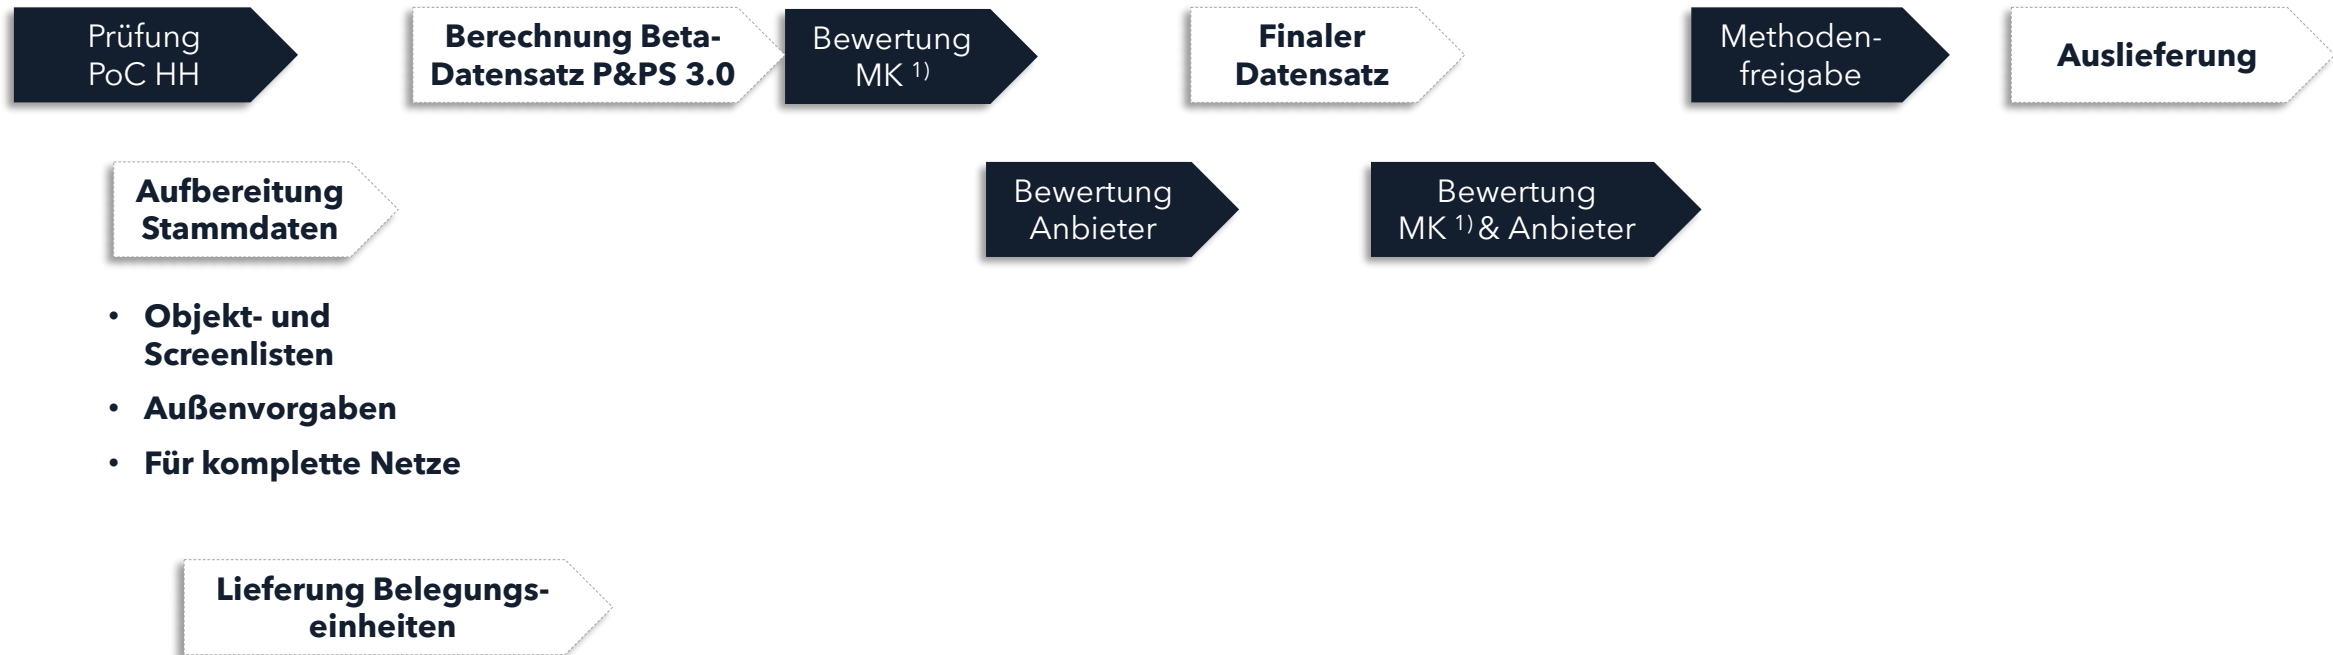 Prüfung
PoC HH
Berechnung Beta-
Datensatz P&PS 3.0
Bewertung
MK 1)
Finaler
Datensatz
Methoden-
freigabe
Auslieferung
Aufbereitung
Stammdaten
Bewertung
Anbieter
Bewertung
MK 1) & Anbieter
• Objekt- und
Screenlisten
• Außenvorgaben
• Für komplette Netze
Lieferung Belegungs-
einheiten